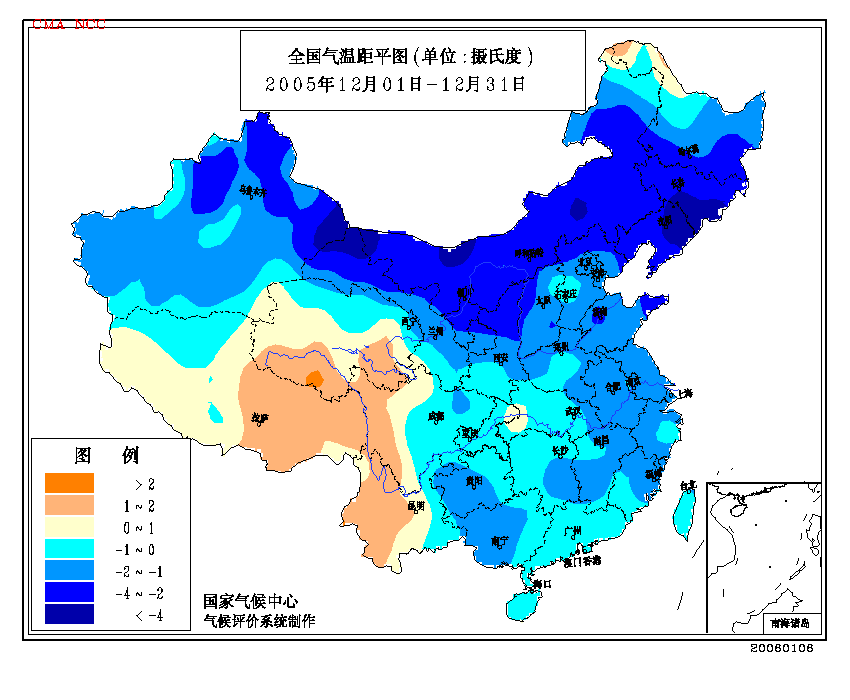 CMA NCC
全国气温距平图(单位:摄氏度)
2005年12月01日-12月31日
乌鲁木齐
哈尔滨
长春
沈阳
呼和浩特
北京
天津
银川
太原
石家庄
济南
西宁
兰州
郑州
西安
合肥
南京
上海
拉萨
成都
武汉
重庆
长沙
南昌
贵阳
福州
昆明
台北
广州
南宁
澳门 香港
海口
图 例
>2
1 ~ 2
0 ~ 1
-1 ~ 0
-2 ~ -1
-4 ~ -2
< -4
国家气候中心
气候评价系统制作
南海诸岛
20060106